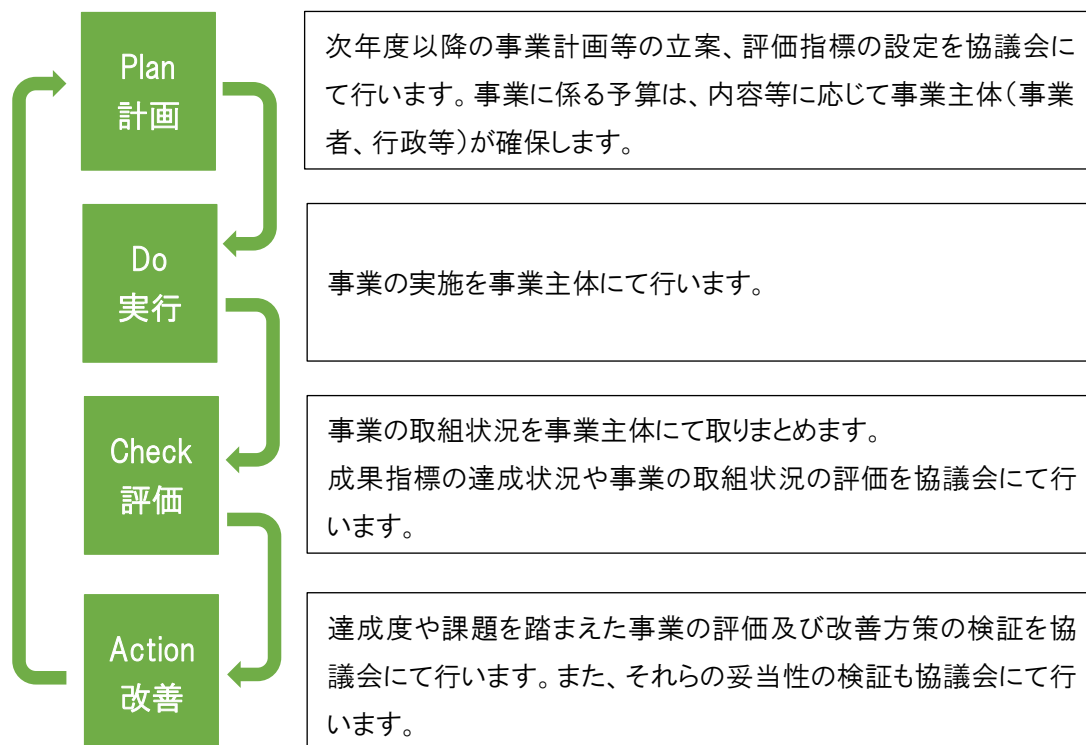 Plan
計画
次年度以降の事業計画等の立案、評価指標の設定を協議会に
て行います。事業に係る予算は、内容等に応じて事業主体(事業
者、行政等)が確保します。
Do
実行
事業の実施を事業主体にて行います。
Check
評価
事業の取組状況を事業主体にて取りまとめます。
成果指標の達成状況や事業の取組状況の評価を協議会にて行
います。
Action
改善
達成度や課題を踏まえた事業の評価及び改善方策の検証を協
議会にて行います。また、それらの妥当性の検証も協議会にて行
います。